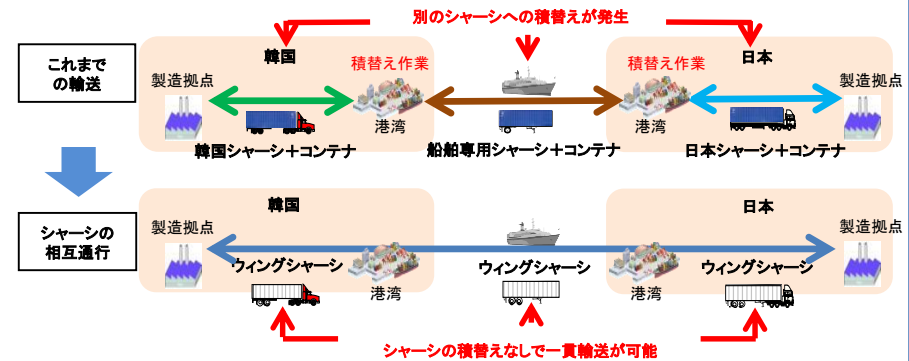 別のシャーシへの積替えが発生
これまで
の輸送
韓国
日本
製造拠点
積替え作業
積替え作業
製造拠点
港湾
港湾
韓国シャーシ＋コンテナ
船舶専用シャーシ＋コンテナ
日本シャーシ＋コンテナ
シャーシの
相互通行
韓国
日本
製造拠点
製造拠点
ウィングシャーシ
ウィングシャーシ
ウィングシャーシ
港湾
港湾
シャーシの積替えなしで一貫輸送が可能